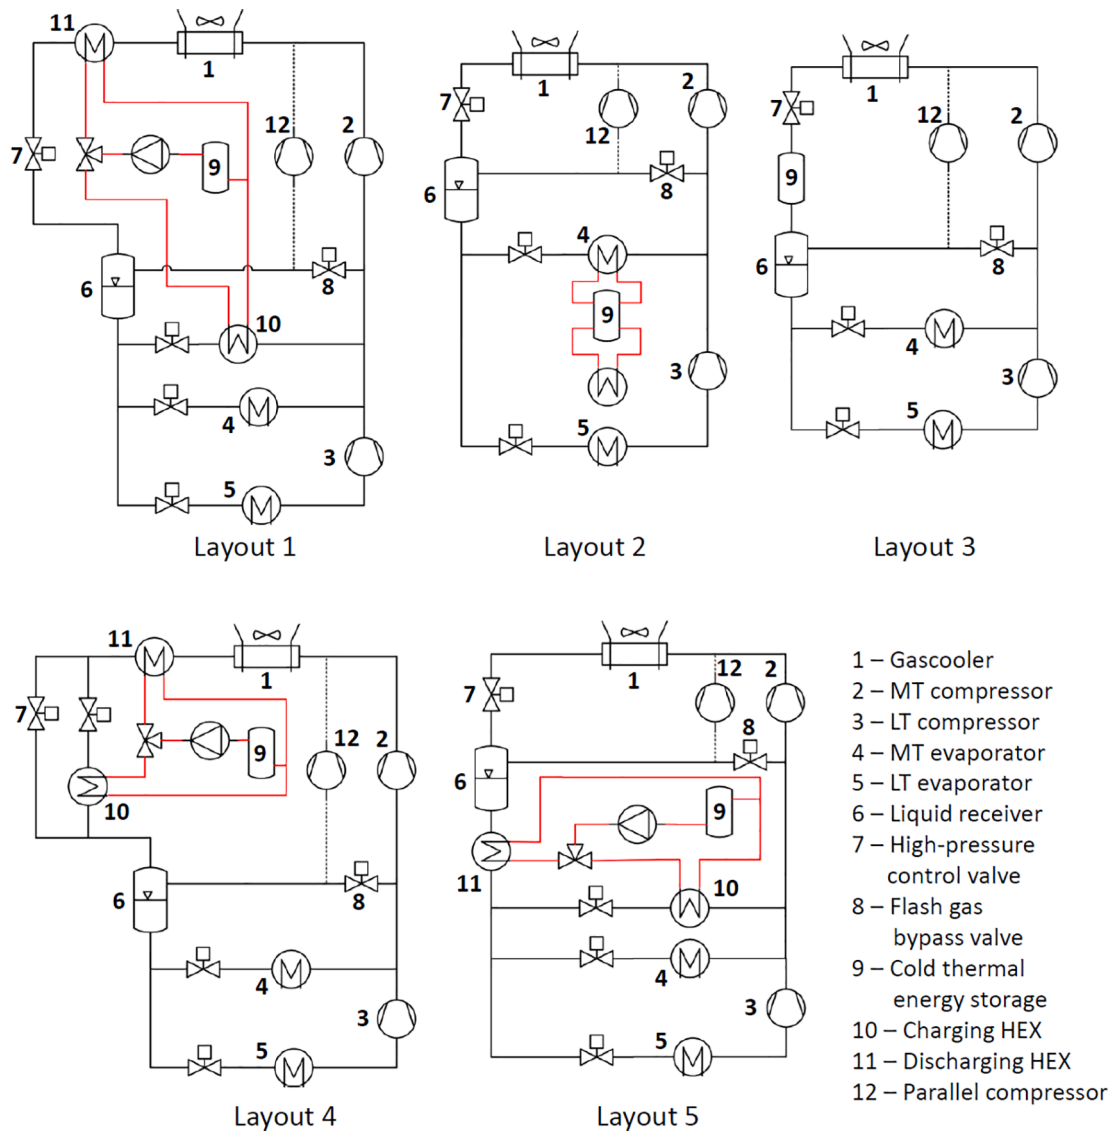 11
1
12
2
7
9
6
8
10
4
3
5
Layout 1
1
2
7
12
6
8
4
9
3
5
Layout 2
1
2
7
12
9
6
8
4
3
5
Layout 3
11
1
7
9
12
2
10
6
8
4
3
5
Layout 4
1
12
2
7
8
6
9
11
10
4
3
5
Layout 5
1 – Gascooler
2 – MT compressor
3 – LT compressor
4 – MT evaporator
5 – LT evaporator
6 – Liquid receiver
7 – High-pressure
control valve
8 – Flash gas
bypass valve
9 – Cold thermal
energy storage
10 – Charging HEX
11 – Discharging HEX
12 – Parallel compressor